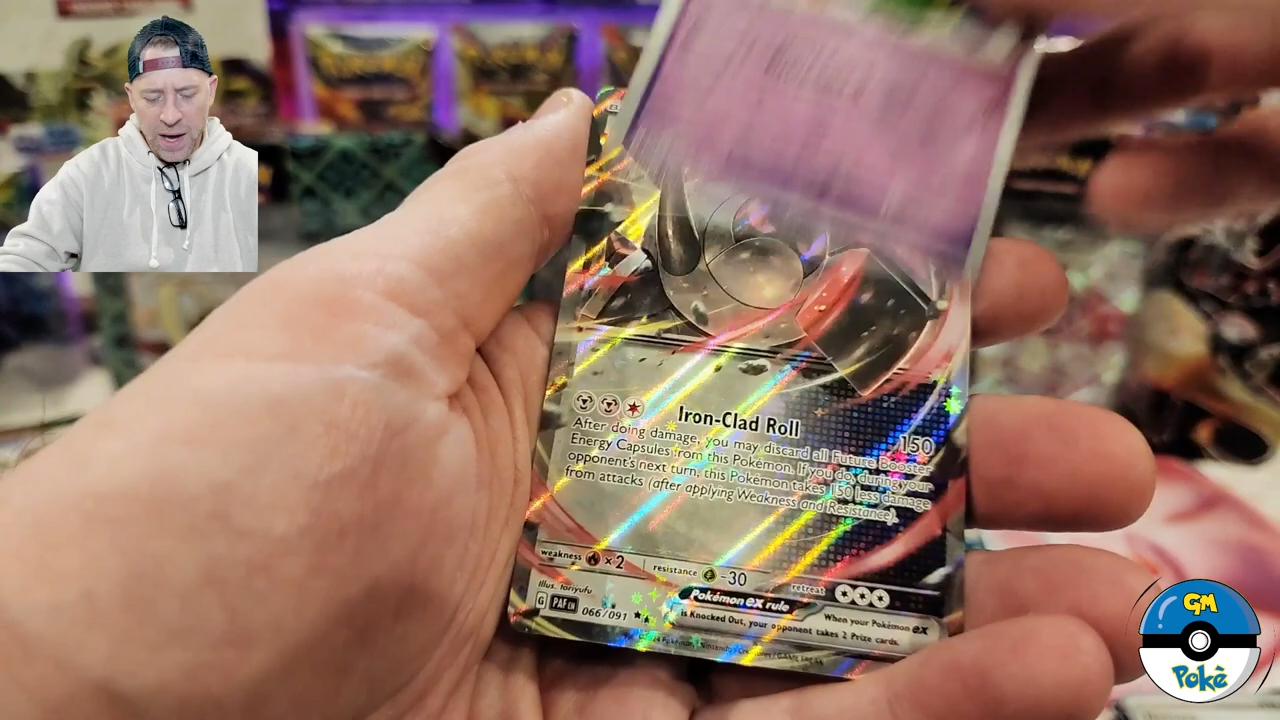 Iron-Clad Roll
150
After doing damage, you may discard all Future Booster
Energy Capsules from this Pokémon. If you do, during your
opponent's next turn, this Pokémon takes 150 less damage
from attacks (after applying Weakness and Resistance).
weakness ×2 resistance -30 retreat
Illus. toriyufu
Pokémon ex rule
When your Pokémon ex
is Knocked Out, your opponent takes 2 Prize cards.
G PAF EN 066/091
GM
Poké